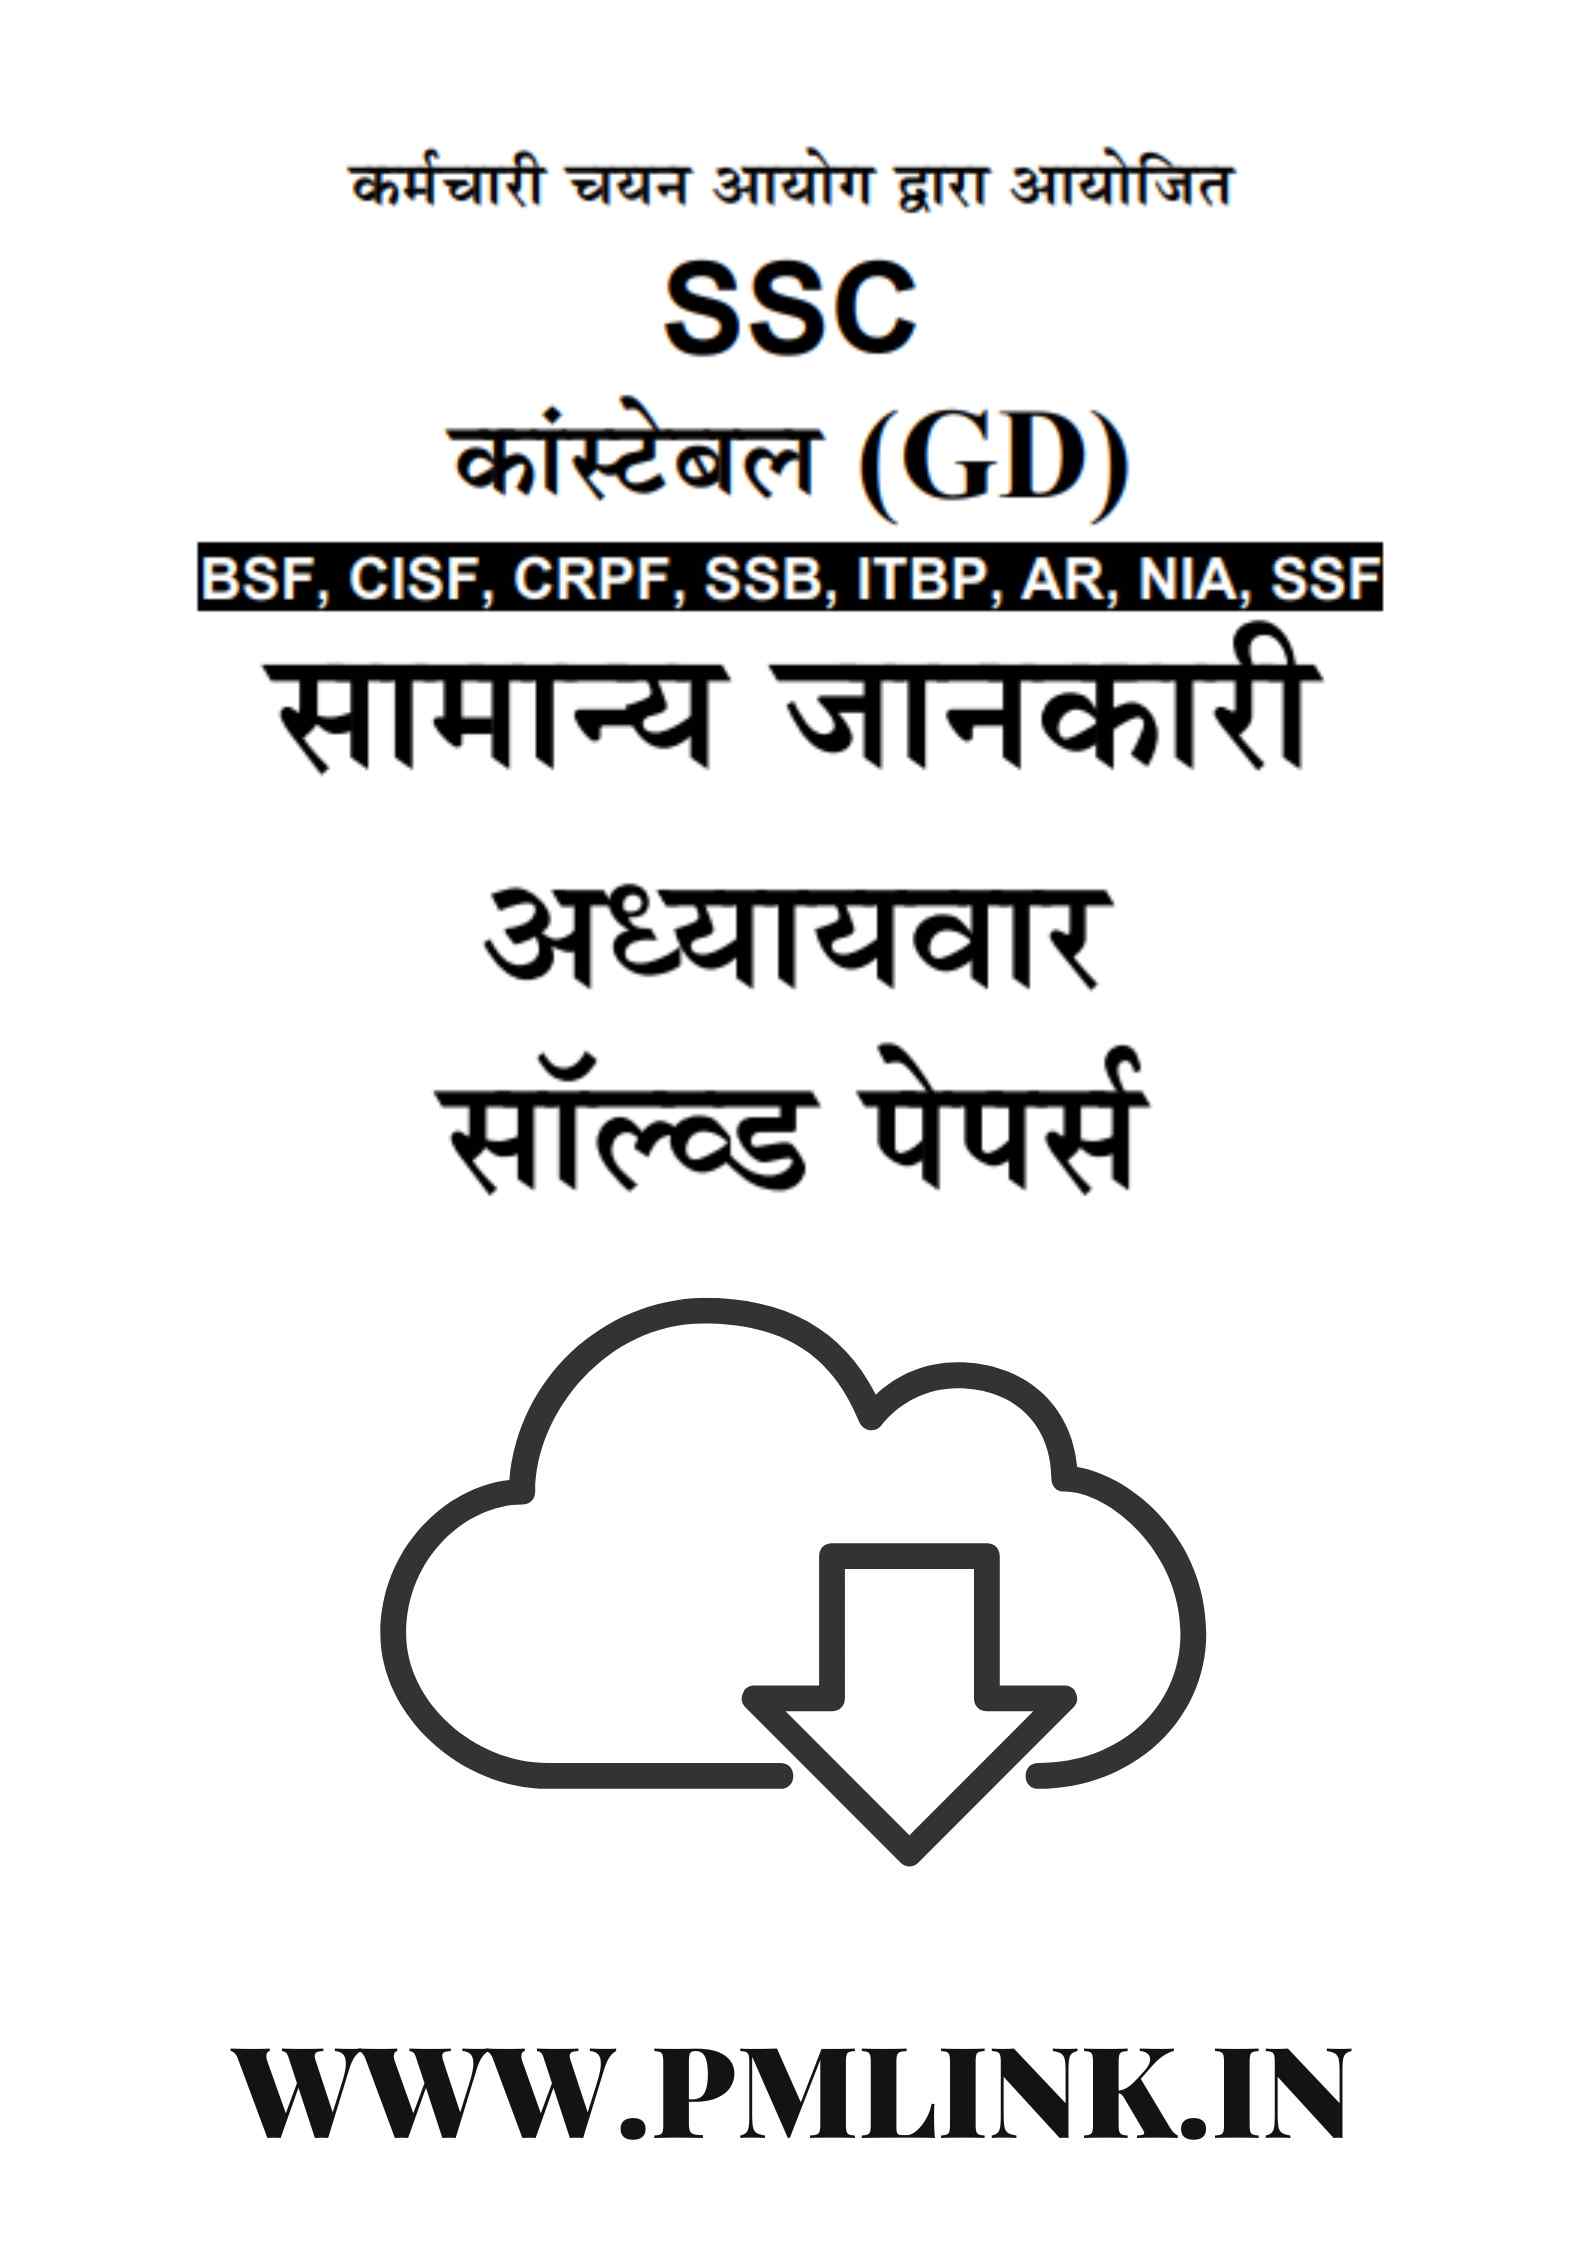 कर्मचारी चयन आयोग द्वारा आयोजित
SSC
कांस्टेबल (GD)
BSF, CISF, CRPF, SSB, ITBP, AR, NIA, SSF
सामान्य जानकारी
अध्यायवार
सॉल्व्ड पेपर्स
WWW.PMLINK.IN